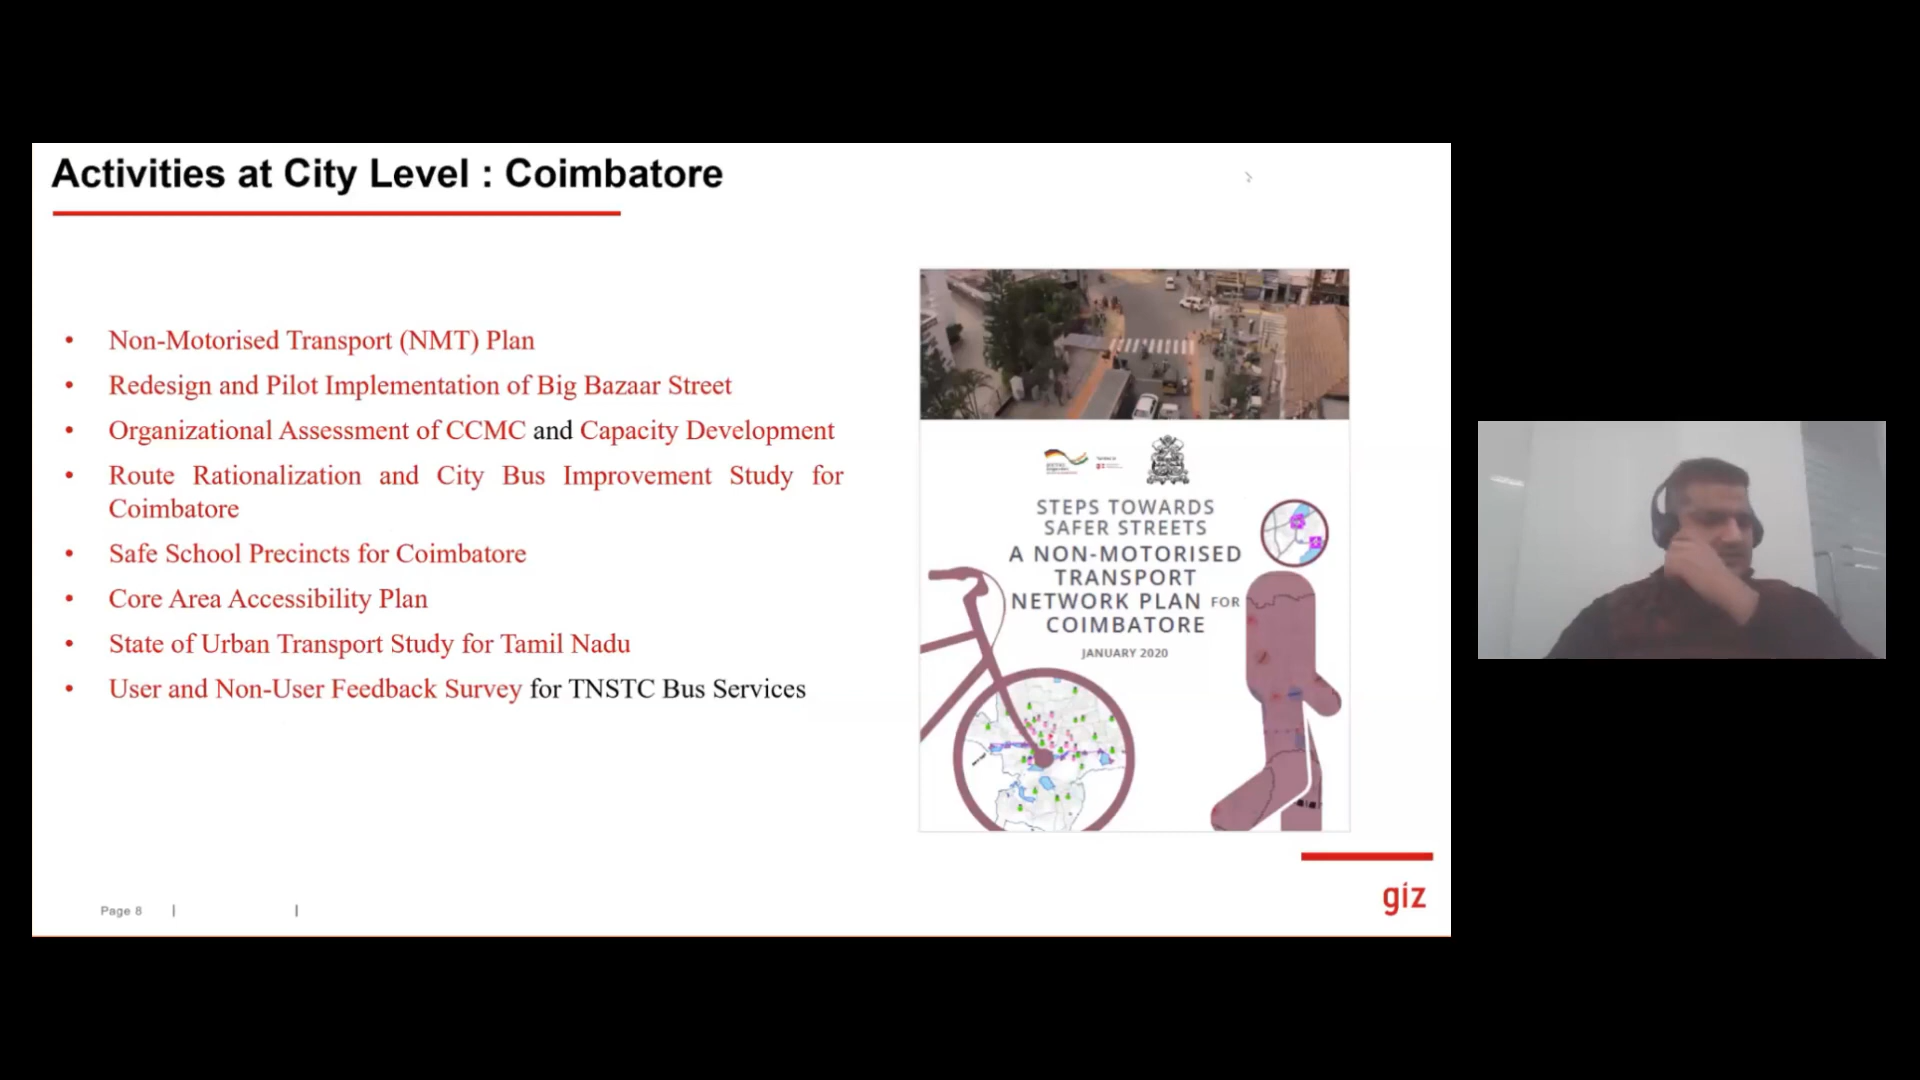 Activities at City Level : Coimbatore
• Non-Motorised Transport (NMT) Plan
• Redesign and Pilot Implementation of Big Bazaar Street
• Organizational Assessment of CCMC and Capacity Development
• Route Rationalization and City Bus Improvement Study for
Coimbatore
• Safe School Precincts for Coimbatore
• Core Area Accessibility Plan
• State of Urban Transport Study for Tamil Nadu
• User and Non-User Feedback Survey for TNSTC Bus Services
STEPS TOWARDS
SAFER STREETS
A NON-MOTORISED
TRANSPORT
NETWORK PLAN FOR
COIMBATORE
JANUARY 2020
Page 8
giz